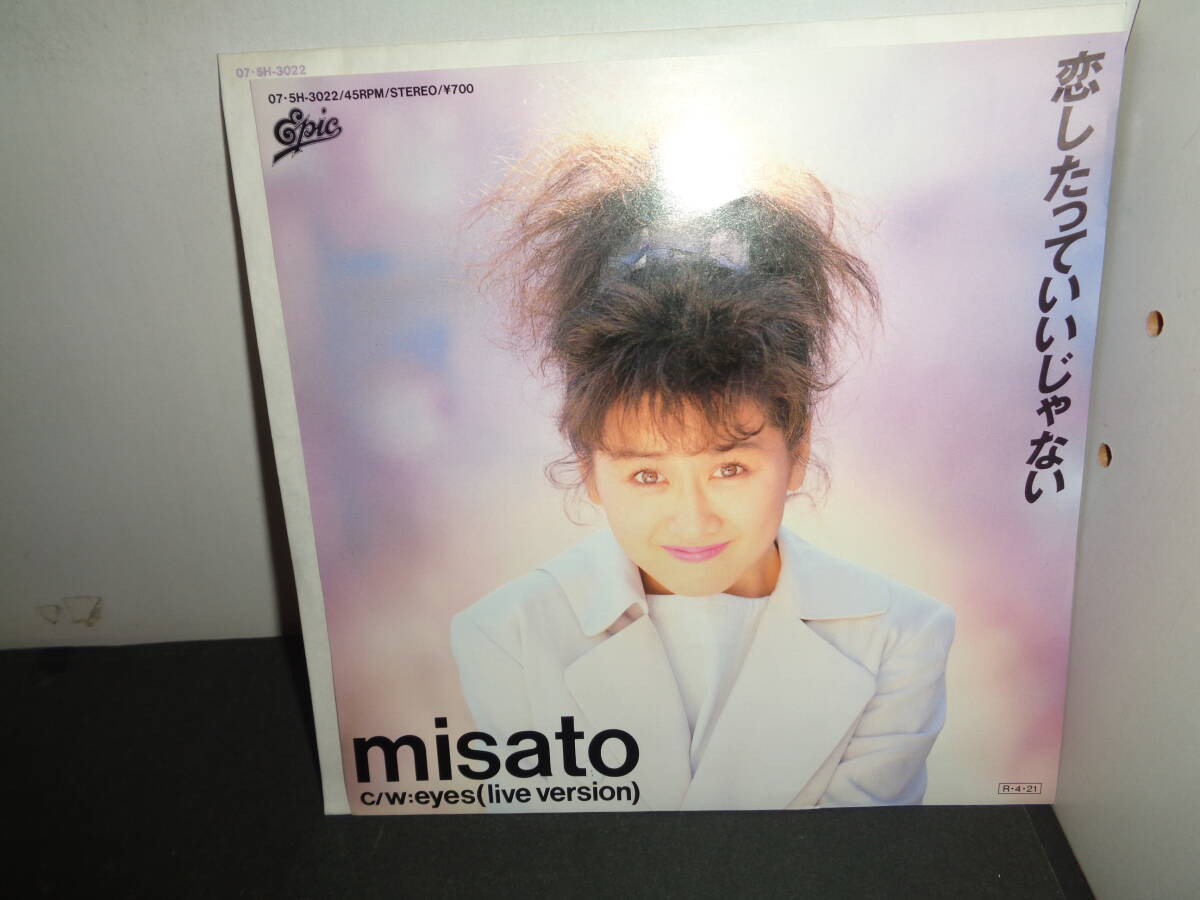 07・5H-3022
07・5H-3022/45RPM/STEREO/¥700
Epic
恋したっていいじゃない
misato
c/w:eyes(live version)
R・4・21